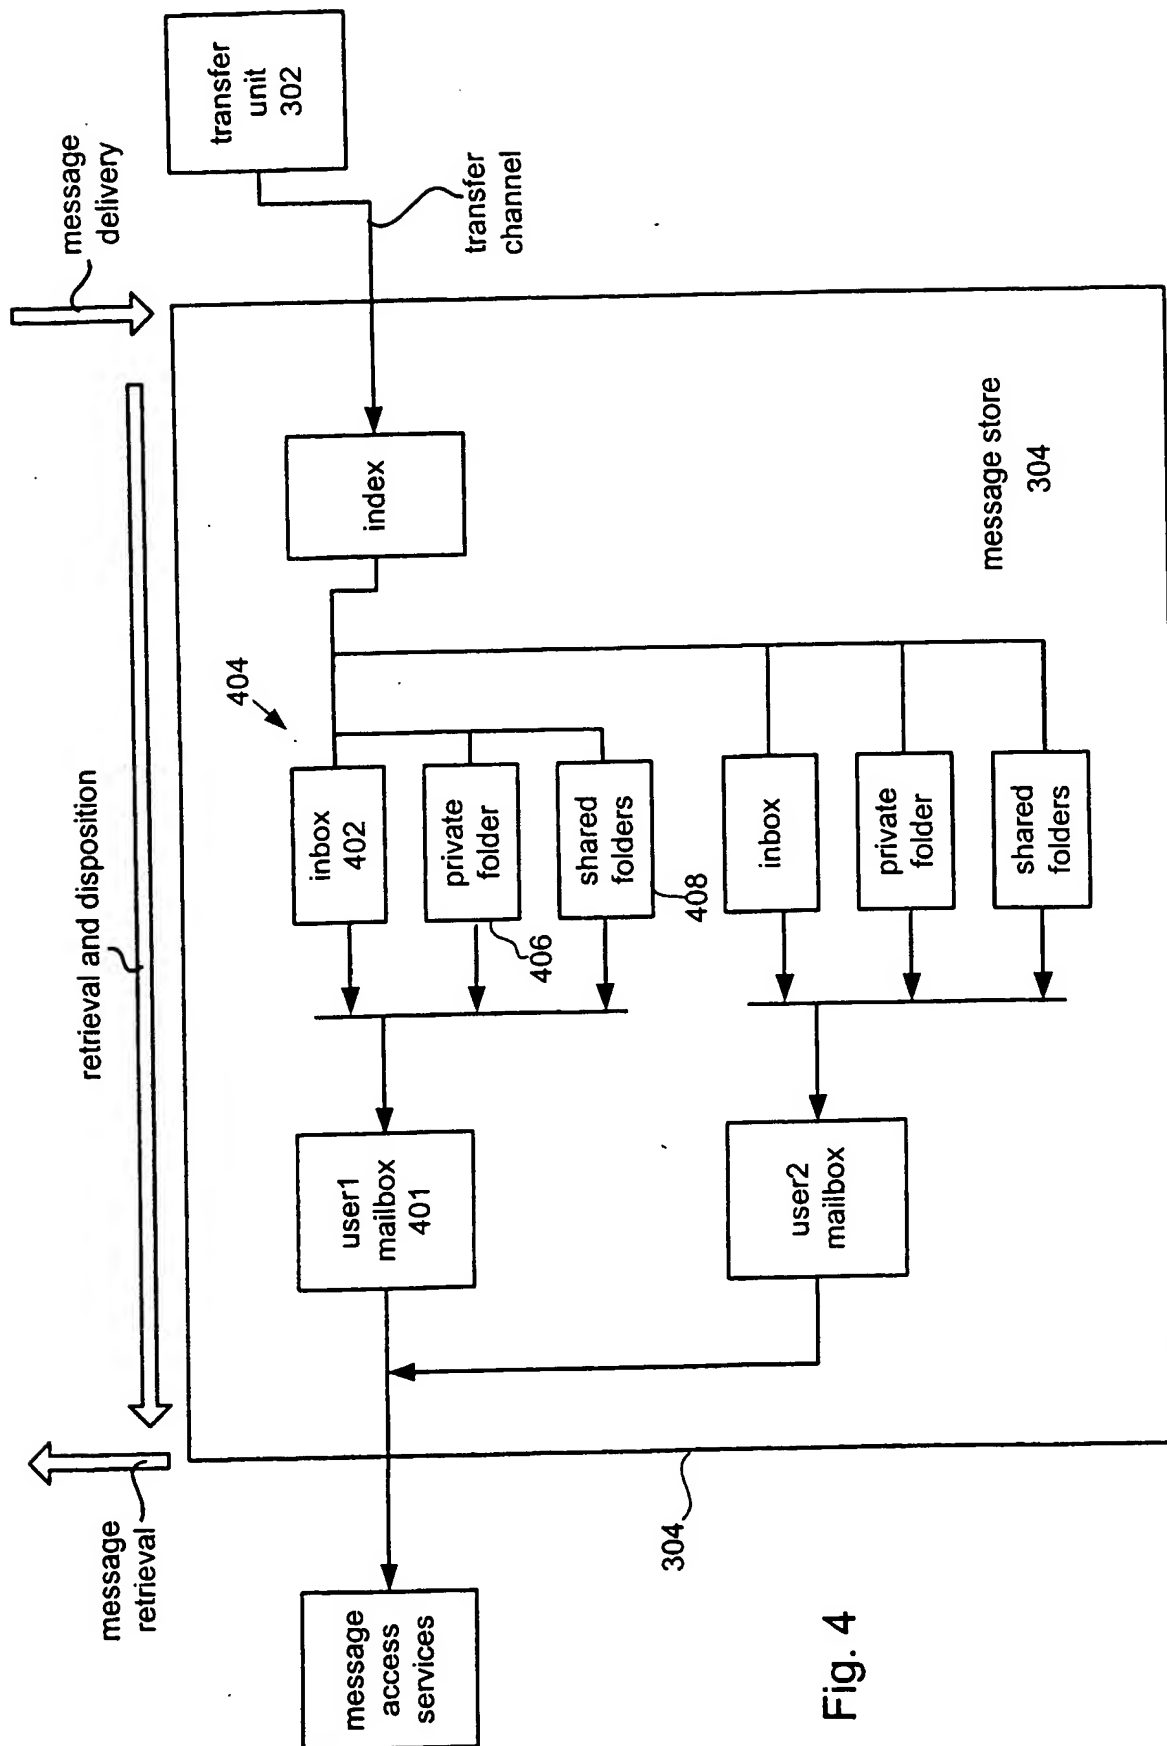 message
retrieval
retrieval and disposition
message
delivery
message
access
services
user1
mailbox
401
inbox
402
404
index
transfer
unit
302
private
folder
406
shared
folders
408
transfer
channel
304
user2
mailbox
inbox
private
folder
shared
folders
message store
304
Fig. 4